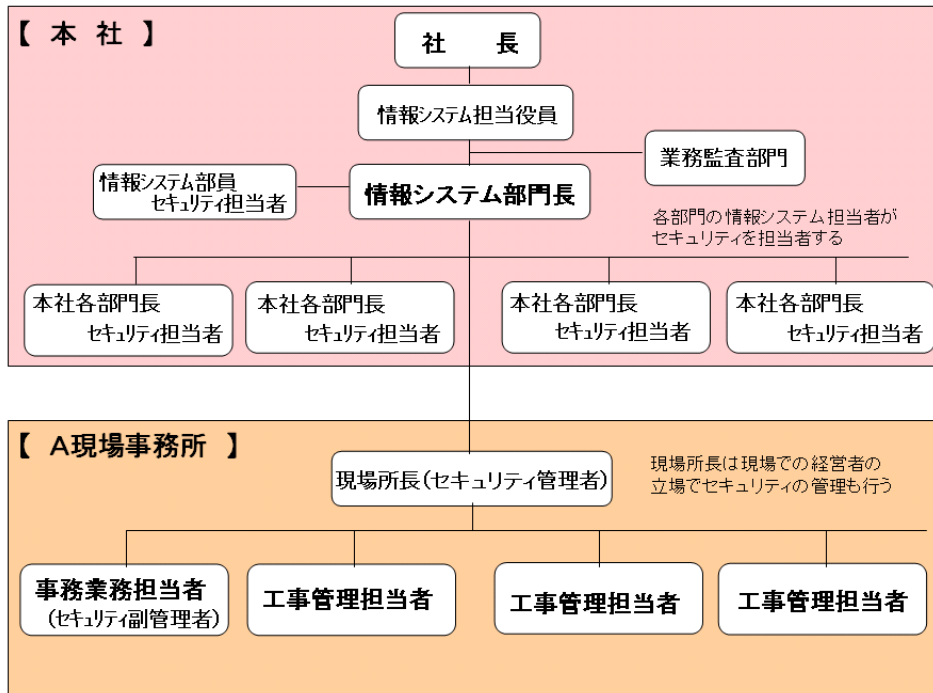 【 本 社 】
社 長
情報システム担当役員
業務監査部門
情報システム部員
セキュリティ担当者
情報システム部門長
各部門の情報システム担当者が
セキュリティを担当者する
本社各部門長
セキュリティ担当者
本社各部門長
セキュリティ担当者
本社各部門長
セキュリティ担当者
本社各部門長
セキュリティ担当者
【 A現場事務所 】
現場所長(セキュリティ管理者)
現場所長は現場での経営者の
立場でセキュリティの管理も行う
事務業務担当者
(セキュリティ副管理者)
工事管理担当者
工事管理担当者
工事管理担当者